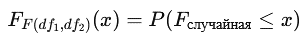 F_{F(df_1,df_2)}(x) = P(F_{случайная} ≤ x)